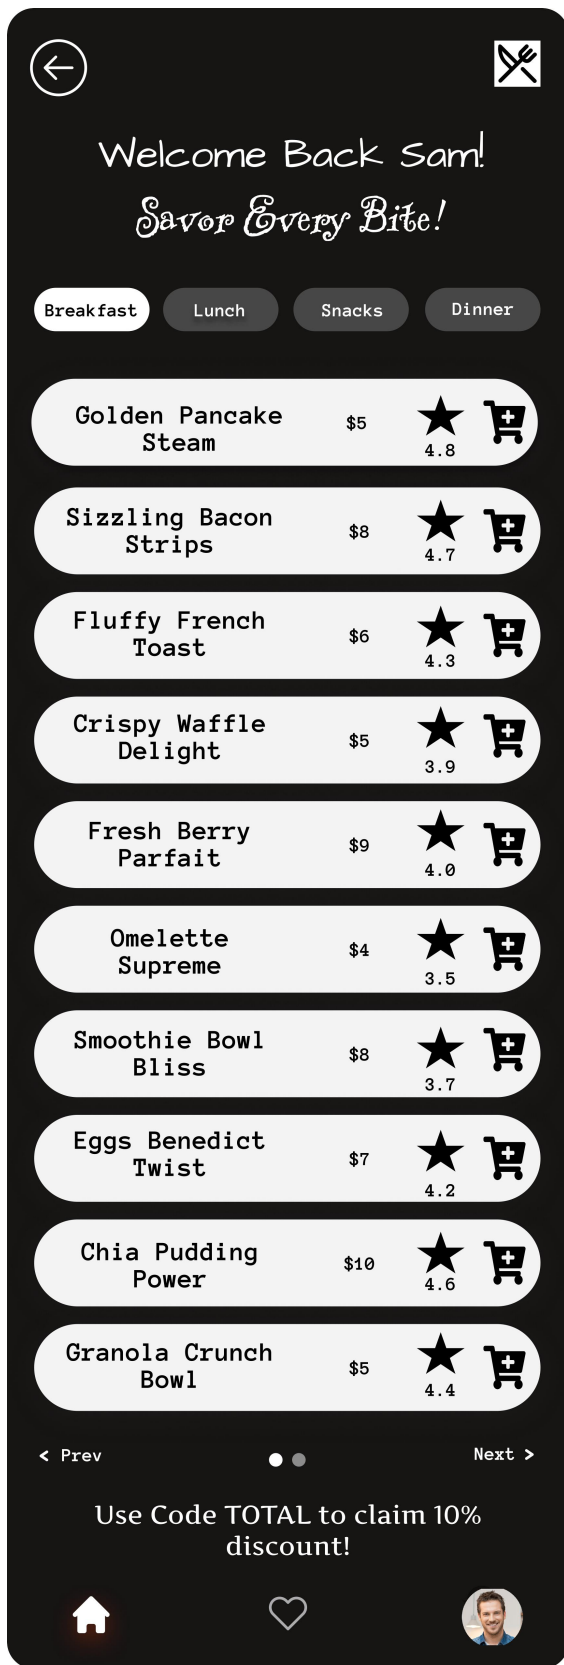 Welcome Back Sam!
Savor Every Bite!
Breakfast Lunch Snacks Dinner
Golden Pancake
Steam
$5
4.8
Sizzling Bacon
Strips
$8
4.7
Fluffy French
Toast
$6
4.3
Crispy Waffle
Delight
$5
3.9
Fresh Berry
Parfait
$9
4.0
Omelette
Supreme
$4
3.5
Smoothie Bowl
Bliss
$8
3.7
Eggs Benedict
Twist
$7
4.2
Chia Pudding
Power
$10
4.6
Granola Crunch
Bowl
$5
4.4
< Prev Next >
Use Code TOTAL to claim 10%
discount!